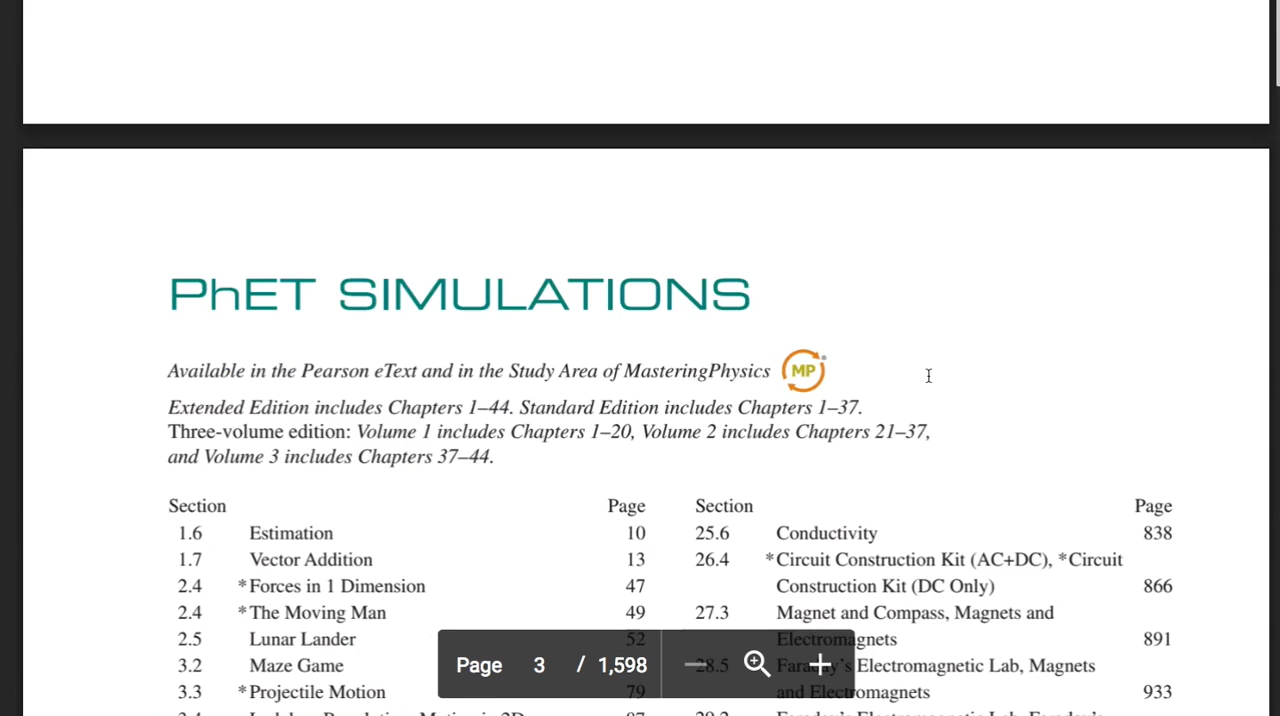 PhET SIMULATIONS
Available in the Pearson eText and in the Study Area of MasteringPhysics MP
Extended Edition includes Chapters 1–44. Standard Edition includes Chapters 1–37.
Three-volume edition: Volume 1 includes Chapters 1–20, Volume 2 includes Chapters 21–37,
and Volume 3 includes Chapters 37–44.
Section Page
1.6 Estimation 10
1.7 Vector Addition 13
2.4 *Forces in 1 Dimension 47
2.4 *The Moving Man 49
2.5 Lunar Lander 52
3.2 Maze Game
3.3 *Projectile Motion 79
Section Page
25.6 Conductivity 838
26.4 *Circuit Construction Kit (AC+DC), *Circuit
Construction Kit (DC Only) 866
27.3 Magnet and Compass, Magnets and
Electromagnets 891
28.5 Faraday's Electromagnetic Lab, Magnets
and Electromagnets 933
Page 3 / 1,598